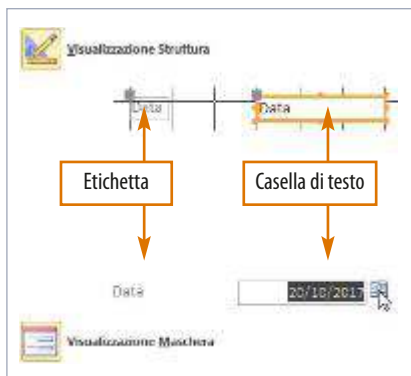 Visualizzazione Struttura
Data Data
Etichetta Casella di testo
Data 20/10/2017
Visualizzazione Maschera